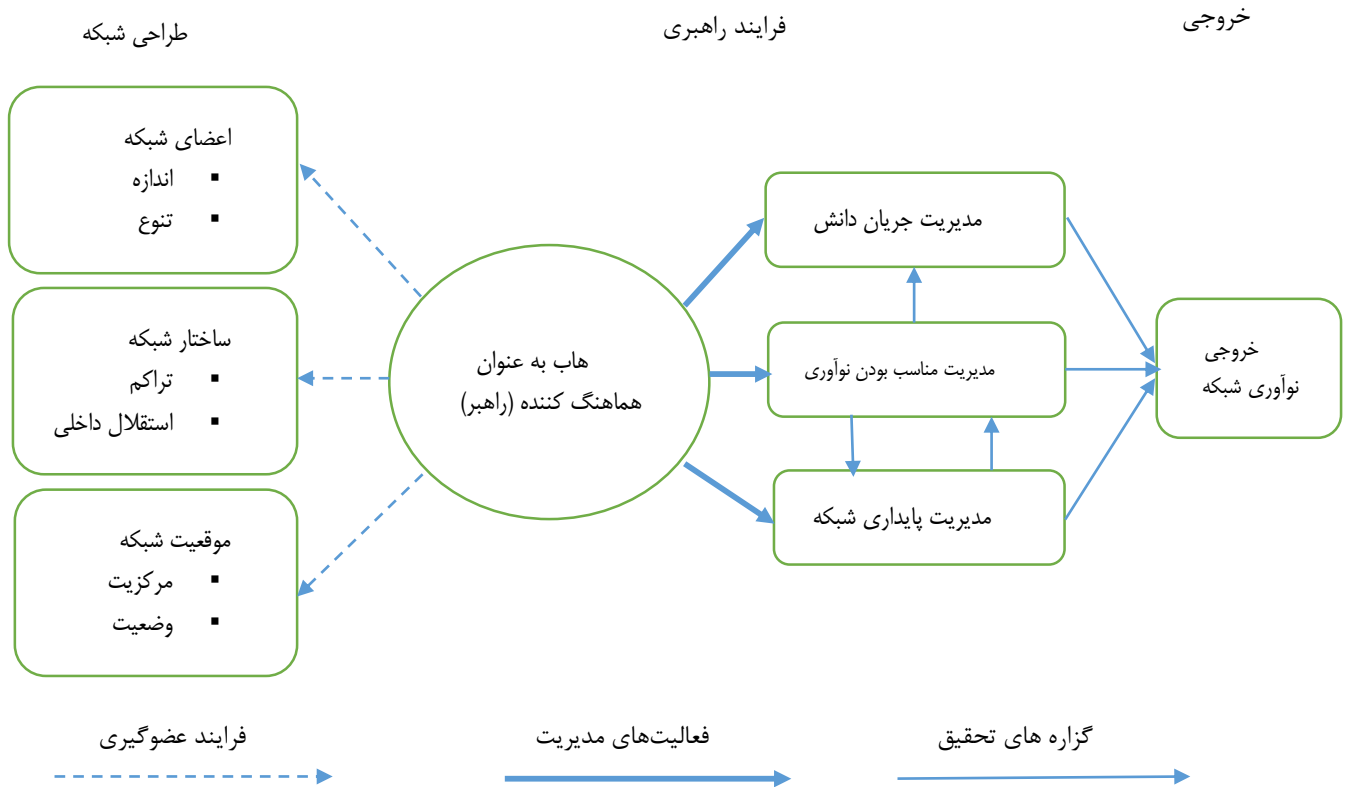 خروجی
فرایند راهبری
طراحی شبکه
اعضای شبکه
▪ اندازه
▪ تنوع
ساختار شبکه
▪ تراکم
▪ استقلال داخلی
موقعیت شبکه
▪ مرکزیت
▪ وضعیت
هاب به عنوان
هماهنگ کننده (راهبر)
مدیریت جریان دانش
مدیریت مناسب بودن نوآوری
مدیریت پایداری شبکه
خروجی
نوآوری شبکه
گزاره های تحقیق
فعالیت‌های مدیریت
فرایند عضوگیری